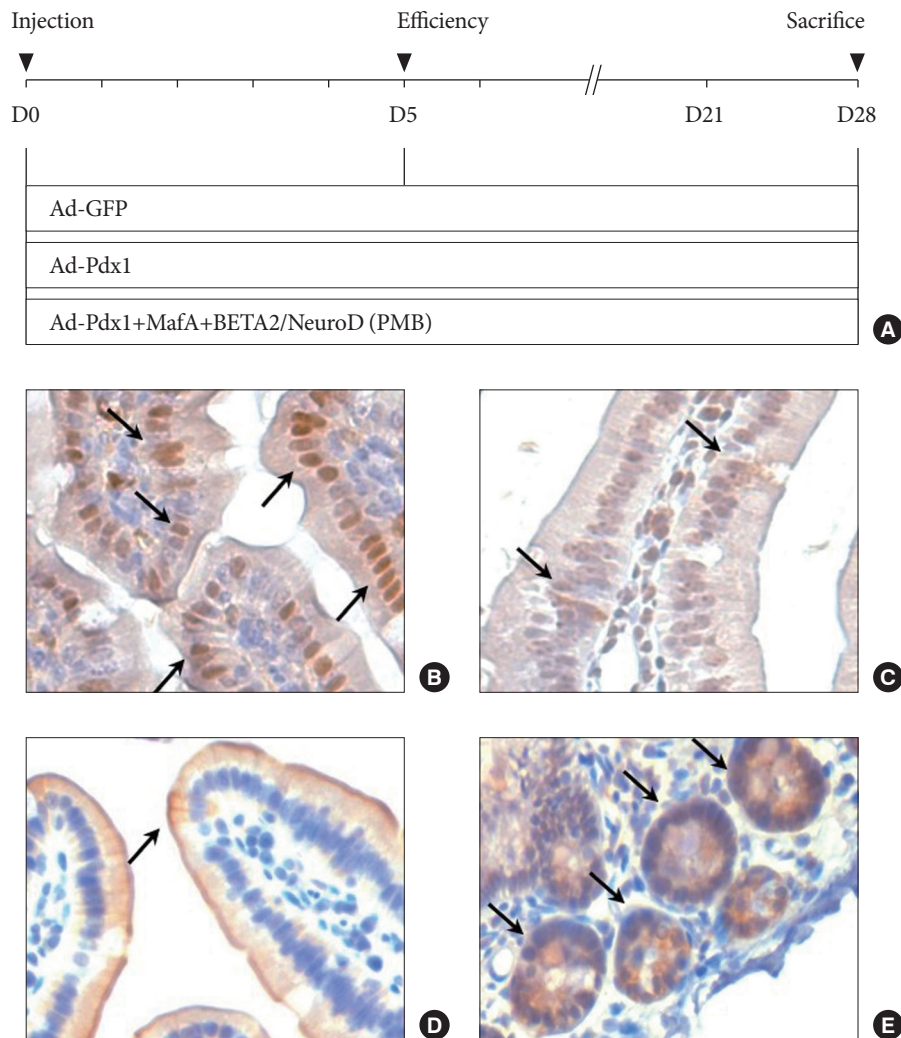 Injection Efficiency Sacrifice
D0 D5 D21 D28
Ad-GFP
Ad-Pdx1
Ad-Pdx1+MafA+BETA2/NeuroD (PMB)
A
B
C
D
E